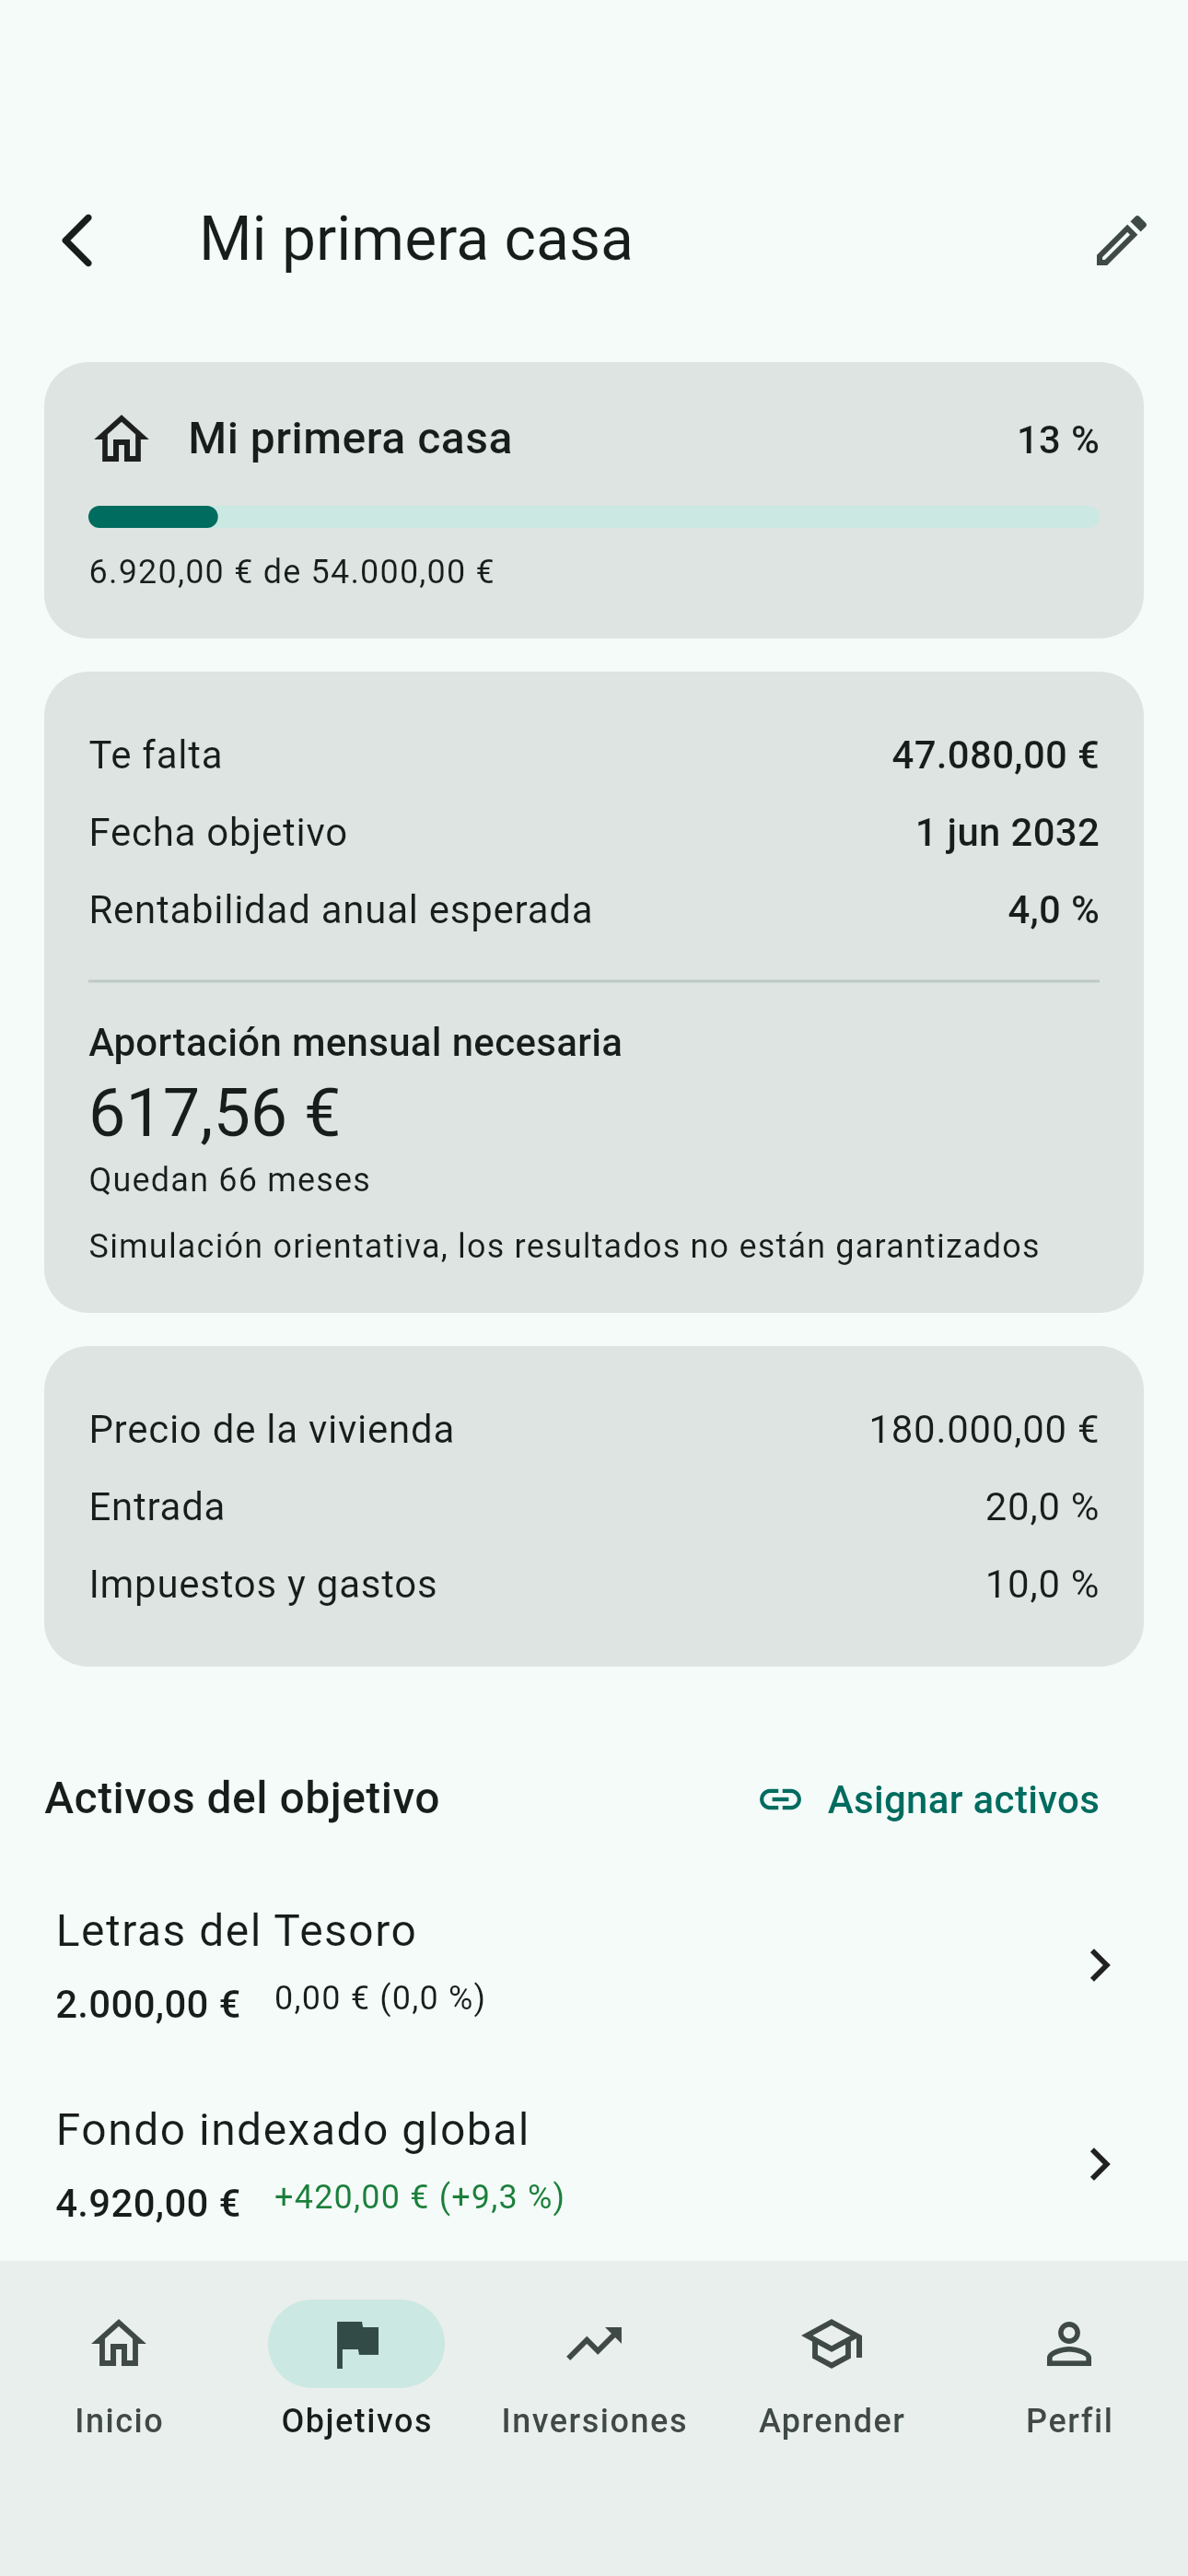 Mi primera casa
Mi primera casa 13 %
6.920,00 € de 54.000,00 €
Te falta 47.080,00 €
Fecha objetivo 1 jun 2032
Rentabilidad anual esperada 4,0 %
Aportación mensual necesaria
617,56 €
Quedan 66 meses
Simulación orientativa, los resultados no están garantizados
Precio de la vivienda 180.000,00 €
Entrada 20,0 %
Impuestos y gastos 10,0 %
Activos del objetivo Asignar activos
Letras del Tesoro
2.000,00 € 0,00 € (0,0 %)
Fondo indexado global
4.920,00 € +420,00 € (+9,3 %)
Inicio Objetivos Inversiones Aprender Perfil